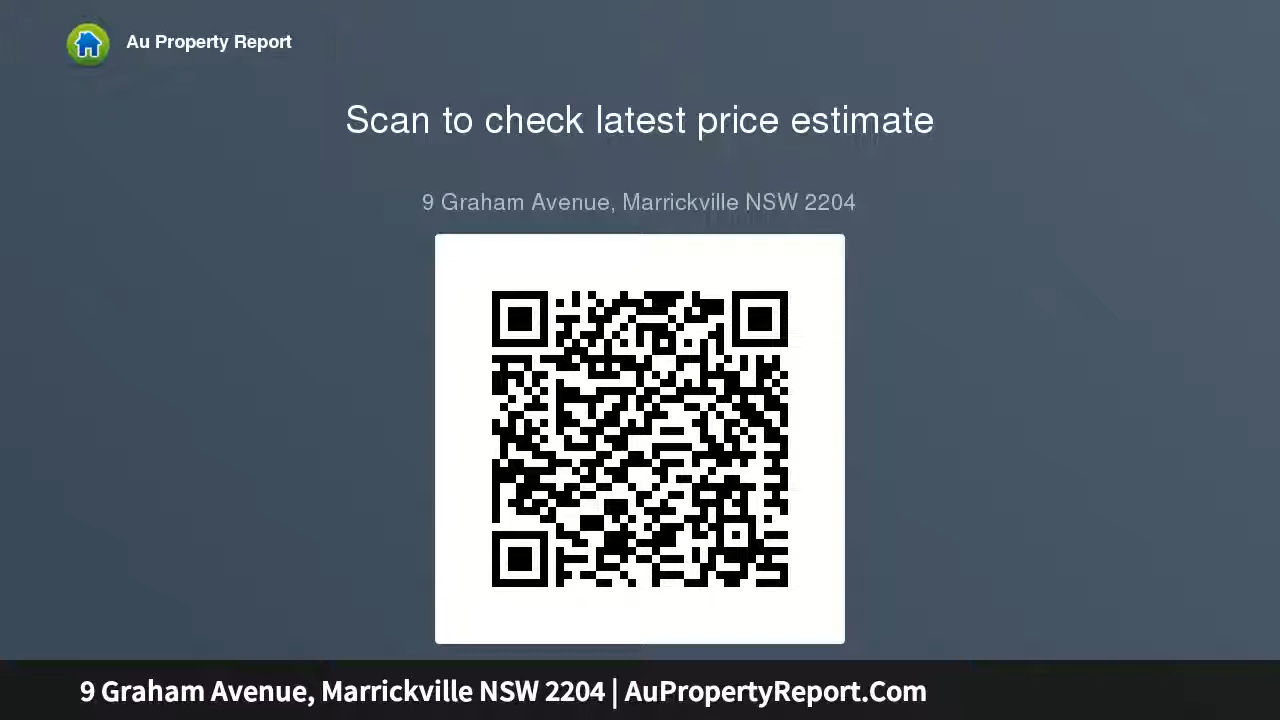 Au Property Report
Scan to check latest price estimate
9 Graham Avenue, Marrickville NSW 2204
9 Graham Avenue, Marrickville NSW 2204 | AuPropertyReport.Com